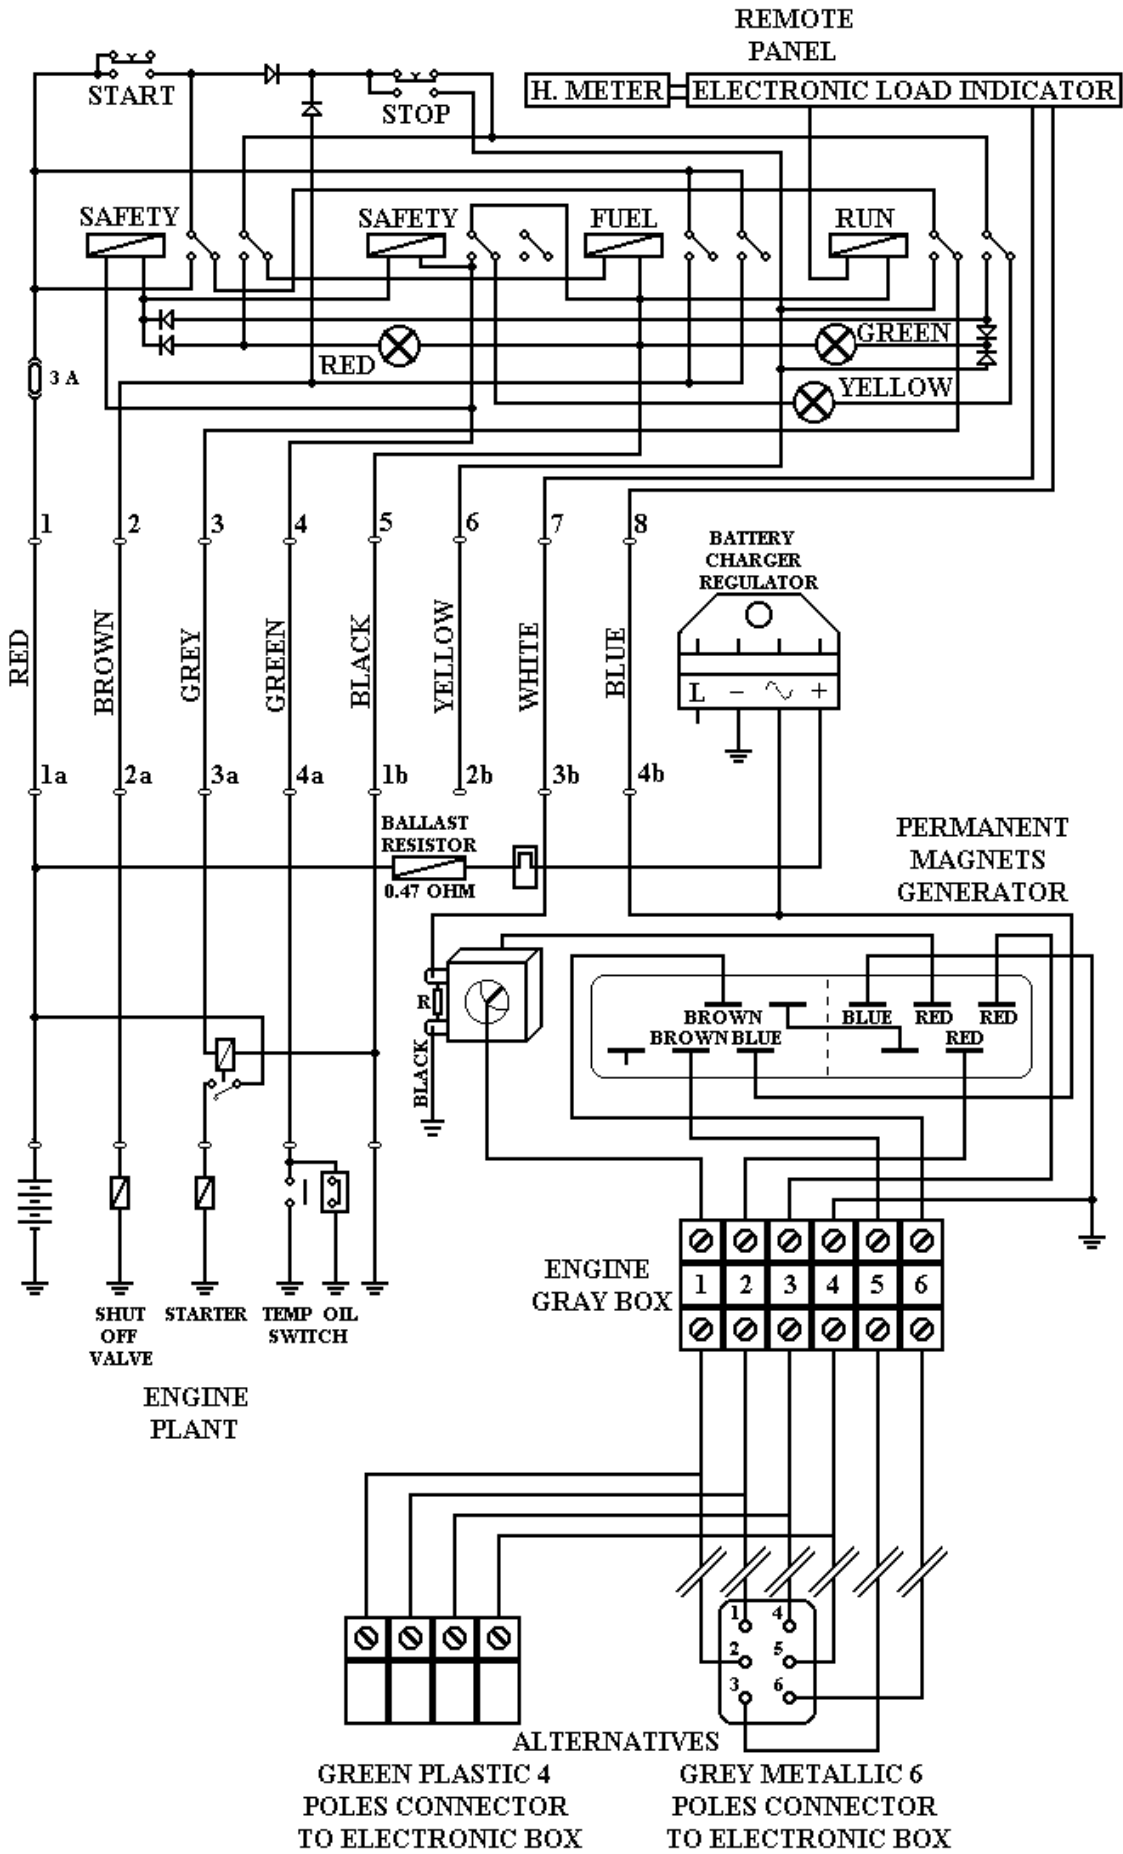 REMOTE
PANEL
START
STOP
H. METER
ELECTRONIC LOAD INDICATOR
SAFETY
SAFETY
FUEL
RUN
RED
GREEN
YELLOW
3 A
1
2
3
4
5
6
7
8
BATTERY
CHARGER
REGULATOR
RED
BROWN
GREY
GREEN
BLACK
YELLOW
WHITE
BLUE
L
−
+
1a
2a
3a
4a
1b
2b
3b
4b
BALLAST
RESISTOR
0.47 OHM
PERMANENT
MAGNETS
GENERATOR
R
BLACK
BROWN
BLUE
RED
RED
BROWN
BLUE
RED
ENGINE
GRAY BOX
1
2
3
4
5
6
SHUT
OFF
VALVE
STARTER
TEMP
OIL
SWITCH
ENGINE
PLANT
1
4
2
5
3
6
ALTERNATIVES
GREEN PLASTIC 4
POLES CONNECTOR
TO ELECTRONIC BOX
GREY METALLIC 6
POLES CONNECTOR
TO ELECTRONIC BOX